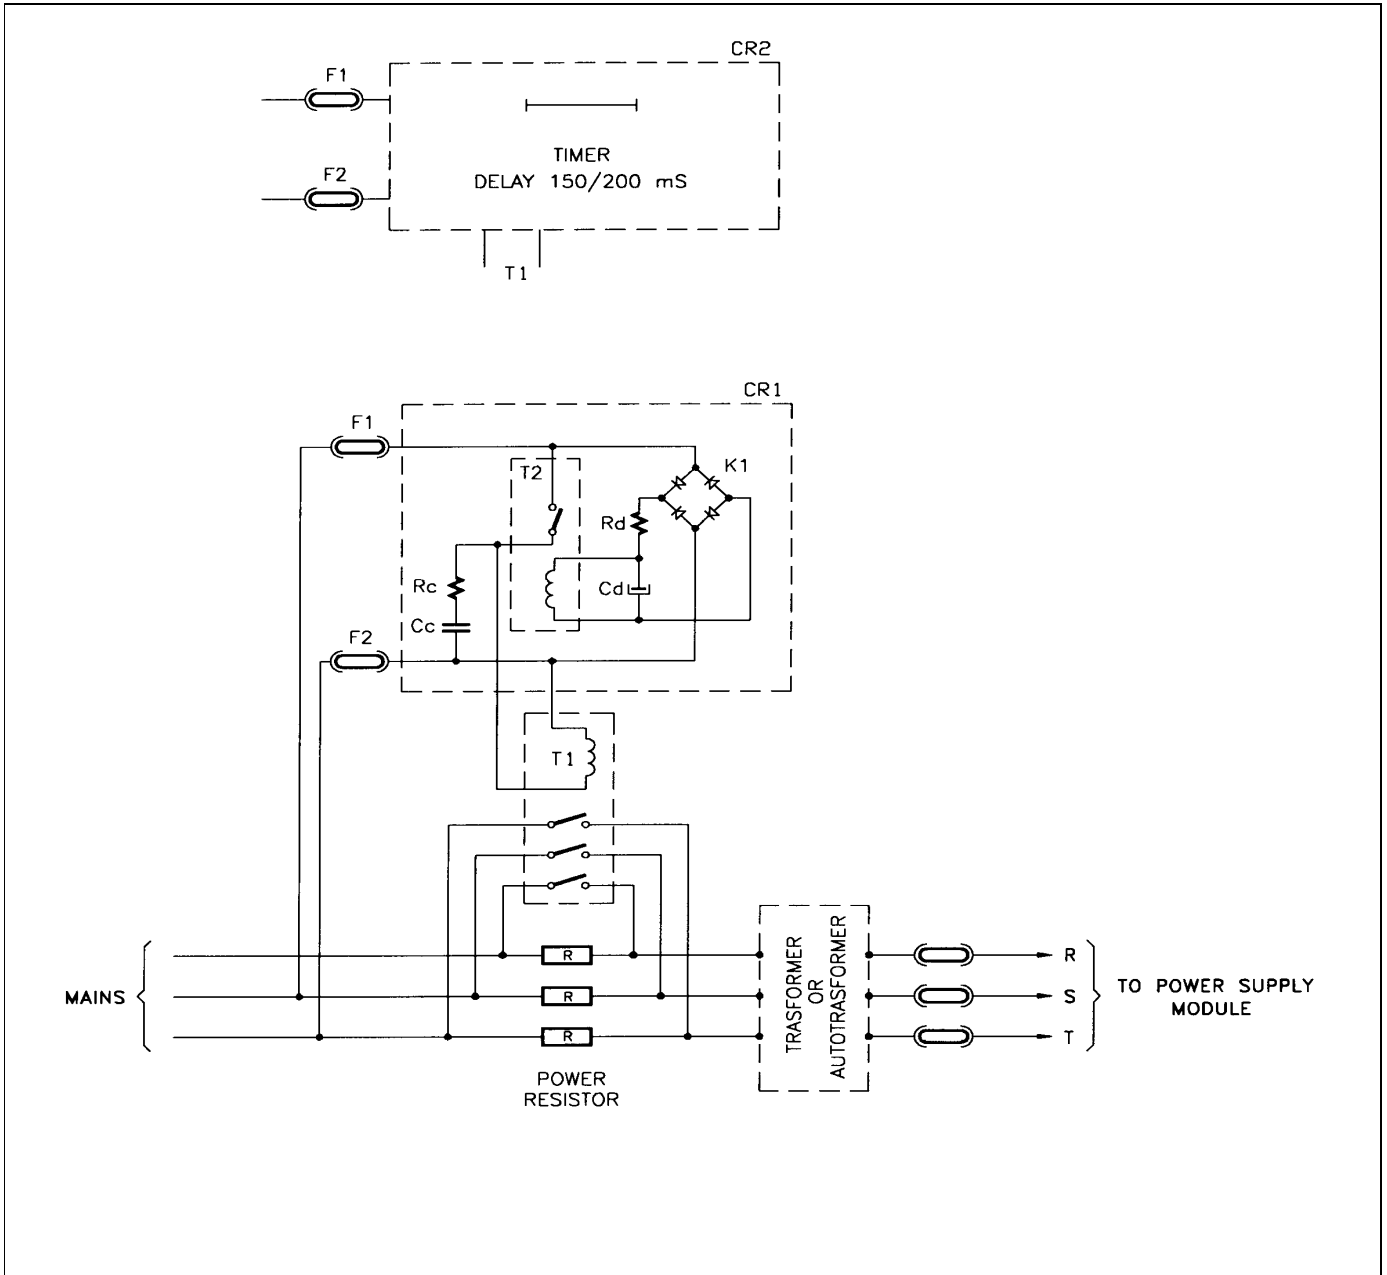 CR2
F1
TIMER
F2
DELAY 150/200 mS
T1
CR1
F1
T2
K1
Rd
Rc
Cd
Cc
F2
T1
TRASFORMER
OR
AUTOTRASFORMER
R
R
MAINS
R
S
TO POWER SUPPLY
MODULE
R
T
POWER
RESISTOR